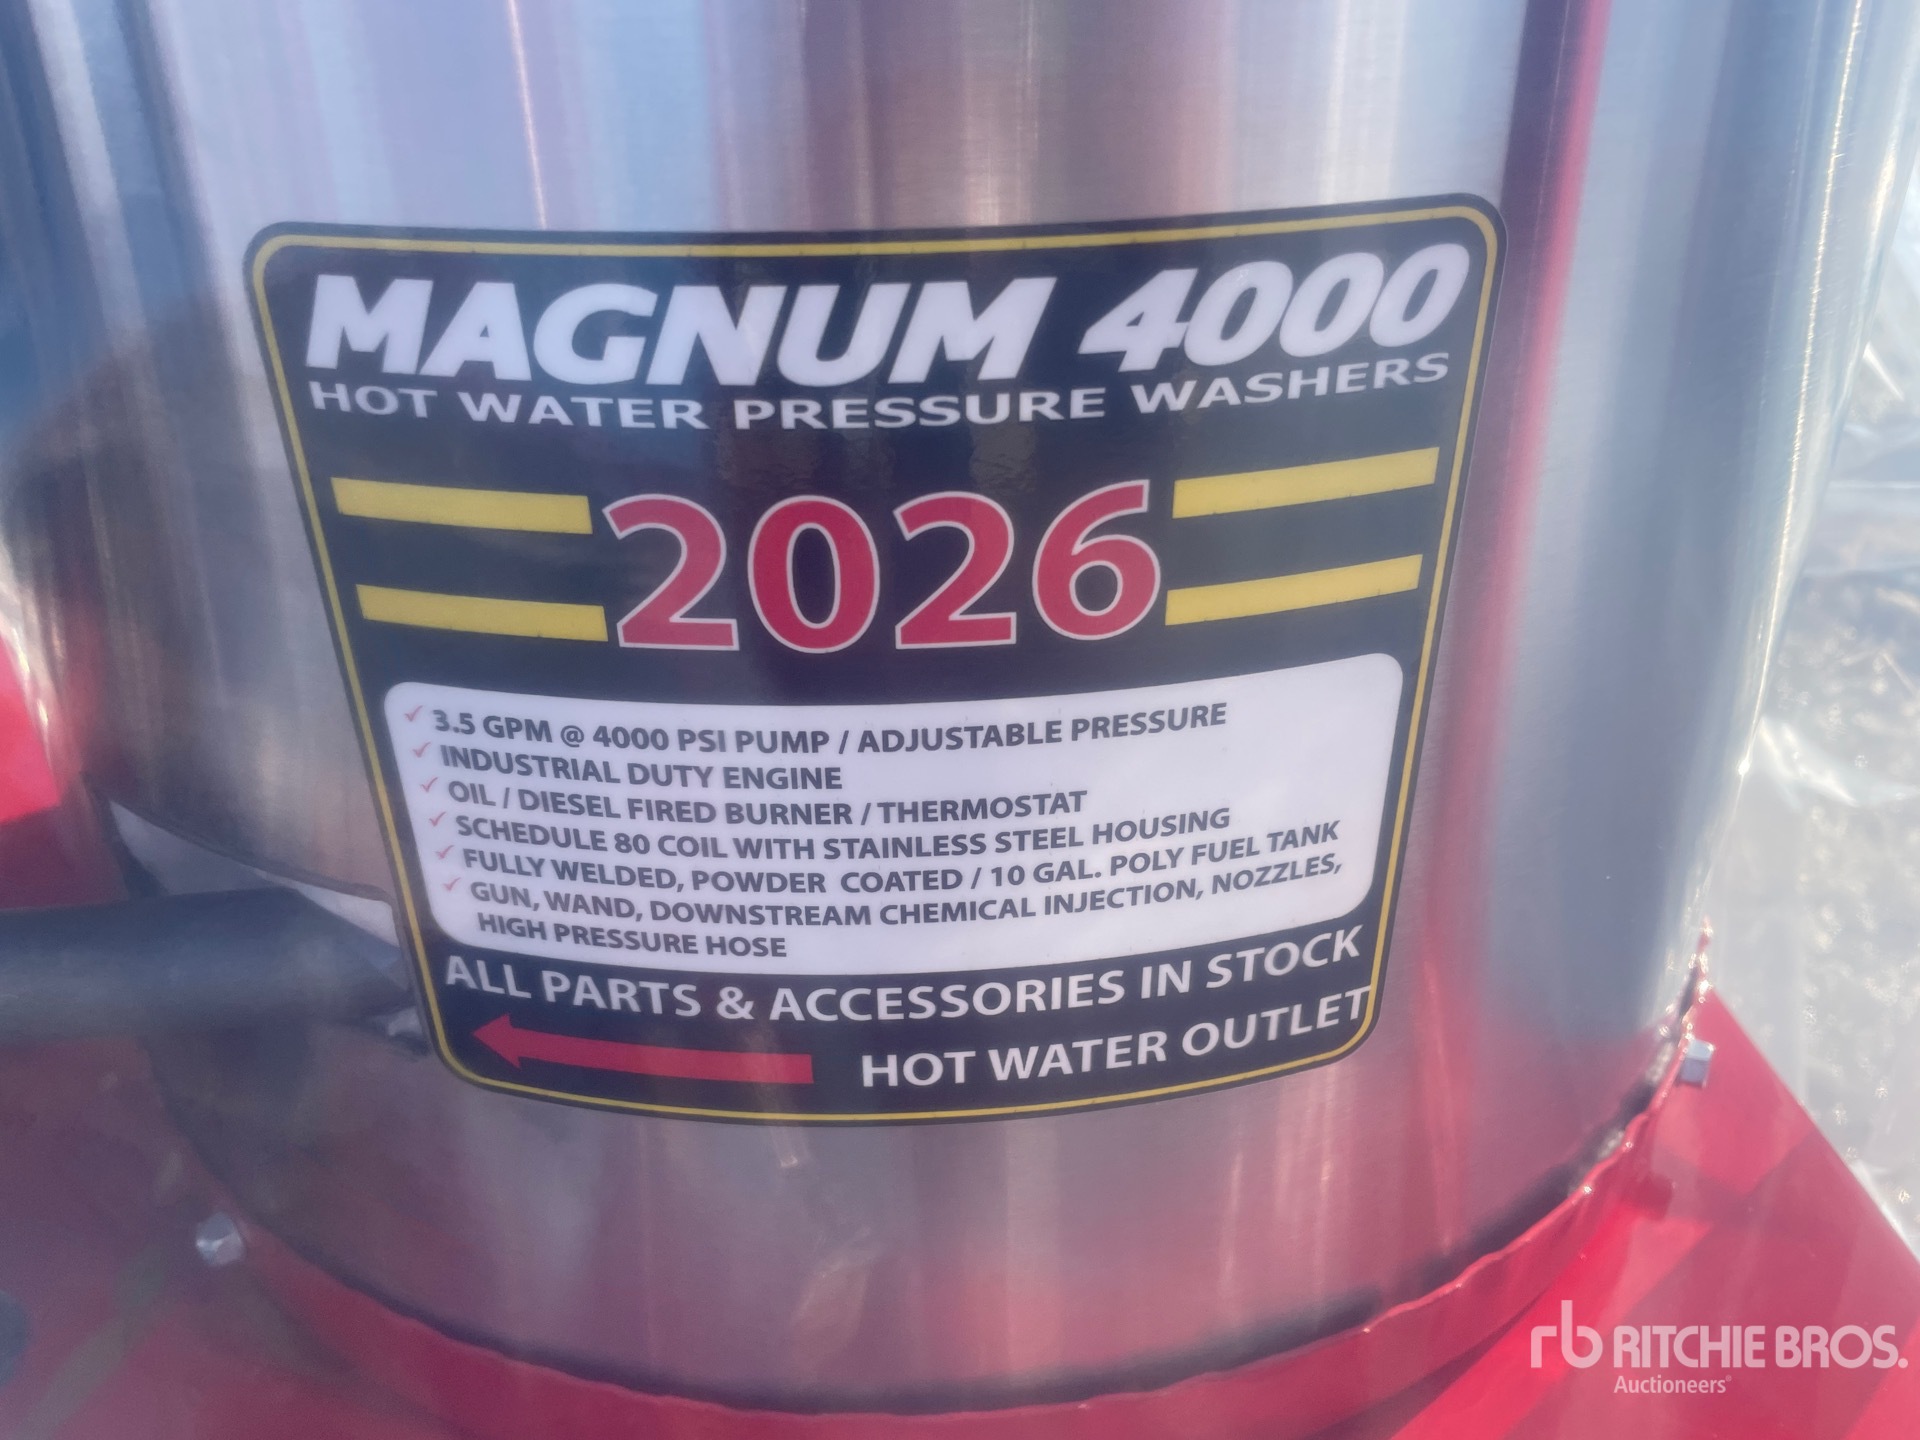 MAGNUM 4000
HOT WATER PRESSURE WASHERS
2026
✓ 3.5 GPM @ 4000 PSI PUMP / ADJUSTABLE PRESSURE
✓ INDUSTRIAL DUTY ENGINE
✓ OIL / DIESEL FIRED BURNER / THERMOSTAT
✓ SCHEDULE 80 COIL WITH STAINLESS STEEL HOUSING
✓ FULLY WELDED, POWDER COATED / 10 GAL. POLY FUEL TANK
✓ GUN, WAND, DOWNSTREAM CHEMICAL INJECTION, NOZZLES,
HIGH PRESSURE HOSE
ALL PARTS & ACCESSORIES IN STOCK
HOT WATER OUTLET
rb RITCHIE BROS.
Auctioneers®